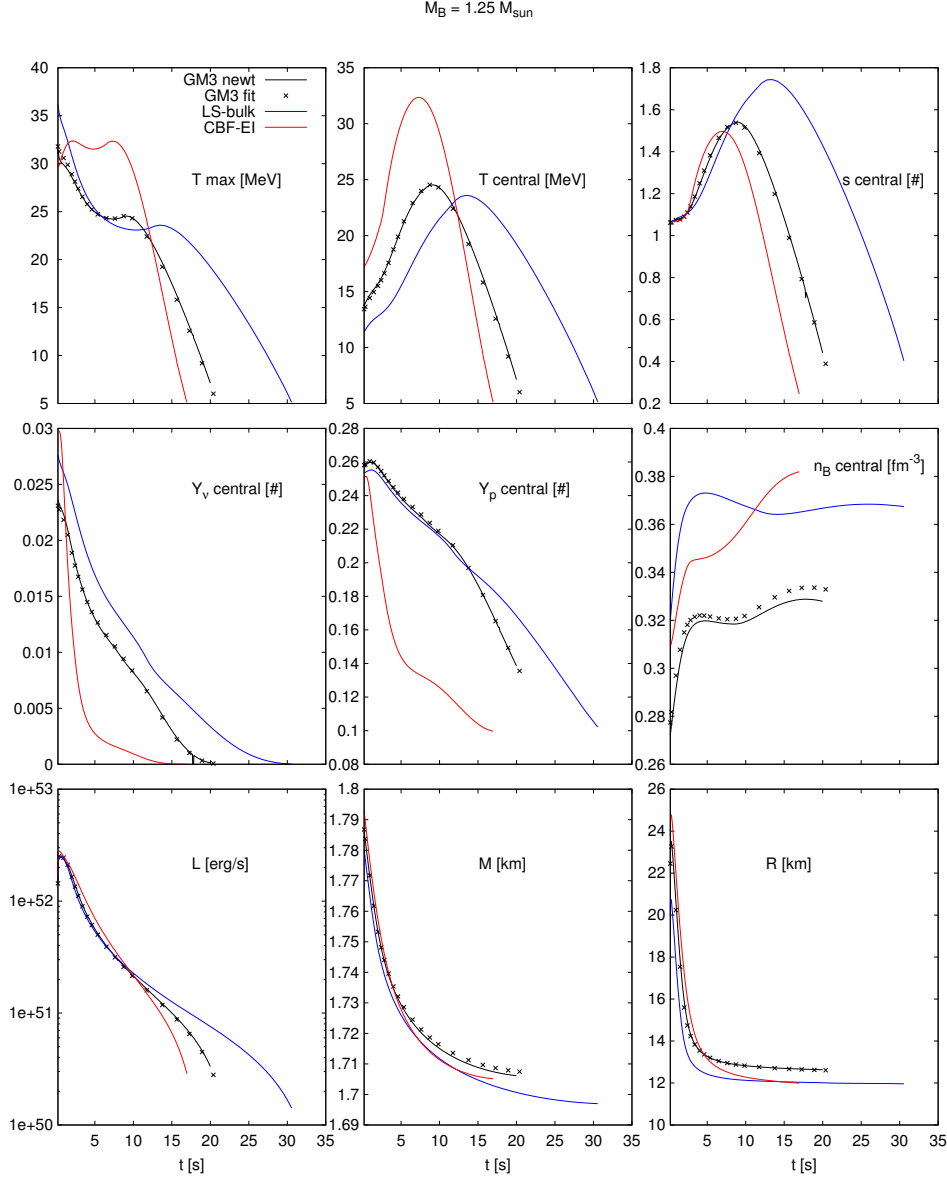 M_B = 1.25 M_sun
40
35
30
25
20
15
10
5
GM3 newt
GM3 fit
LS-bulk
CBF-EI
T max [MeV]
35
30
25
20
15
10
5
T central [MeV]
1.8
1.6
1.4
1.2
1
0.8
0.6
0.4
0.2
s central [#]
0.03
0.025
0.02
0.015
0.01
0.005
0
Y_ν central [#]
0.28
0.26
0.24
0.22
0.2
0.18
0.16
0.14
0.12
0.1
0.08
Y_p central [#]
0.4
0.38
0.36
0.34
0.32
0.3
0.28
0.26
n_B central [fm^-3]
1e+53
1e+52
1e+51
1e+50
L [erg/s]
5 10 15 20 25 30 35
t [s]
1.8
1.79
1.78
1.77
1.76
1.75
1.74
1.73
1.72
1.71
1.7
1.69
M [km]
5 10 15 20 25 30 35
t [s]
26
24
22
20
18
16
14
12
10
R [km]
5 10 15 20 25 30 35
t [s]